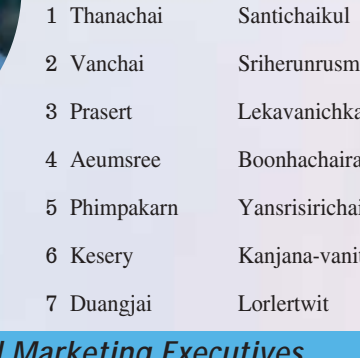 1 Thanachai Santichaikul
2 Vanchai Sriherunrusm
3 Prasert Lekavanichka
4 Aeumsree Boonhachaira
5 Phimpakarn Yansrisirichai
6 Kesery Kanjana-vani
7 Duangjai Lorlertwit
Marketing Executives